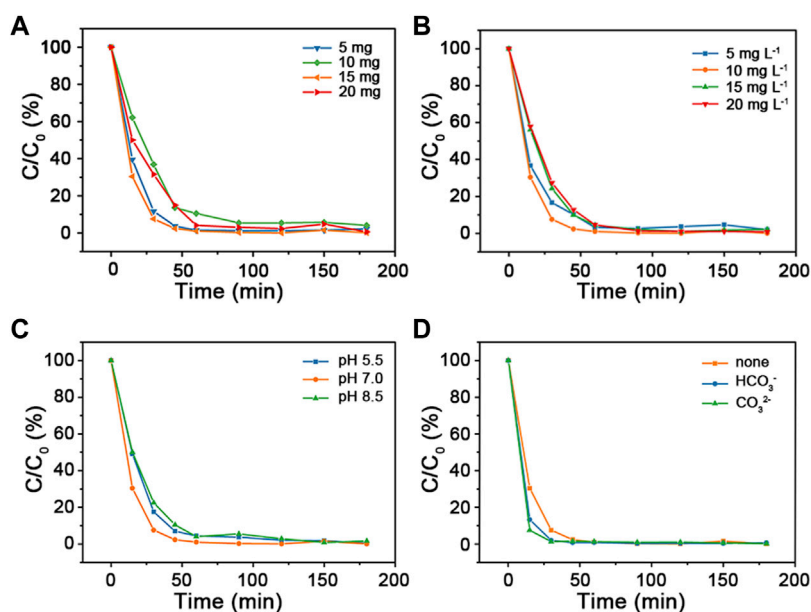 A
100
80
60
40
20
0
C/C₀ (%)
0 50 100 150 200
Time (min)
5 mg
10 mg
15 mg
20 mg
B
100
80
60
40
20
0
C/C₀ (%)
0 50 100 150 200
Time (min)
5 mg L⁻¹
10 mg L⁻¹
15 mg L⁻¹
20 mg L⁻¹
C
100
80
60
40
20
0
C/C₀ (%)
0 50 100 150 200
Time (min)
pH 5.5
pH 7.0
pH 8.5
D
100
80
60
40
20
0
C/C₀ (%)
0 50 100 150 200
Time (min)
none
HCO₃⁻
CO₃²⁻